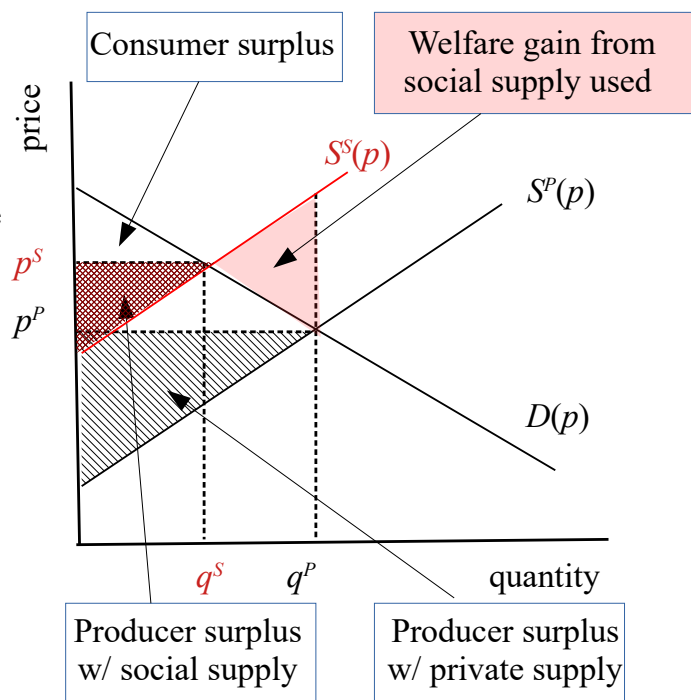 Consumer surplus
Welfare gain from
social supply used
price
S^S(p)
S^P(p)
e
p^S
p^P
D(p)
q^S
q^P
quantity
Producer surplus
w/ social supply
Producer surplus
w/ private supply